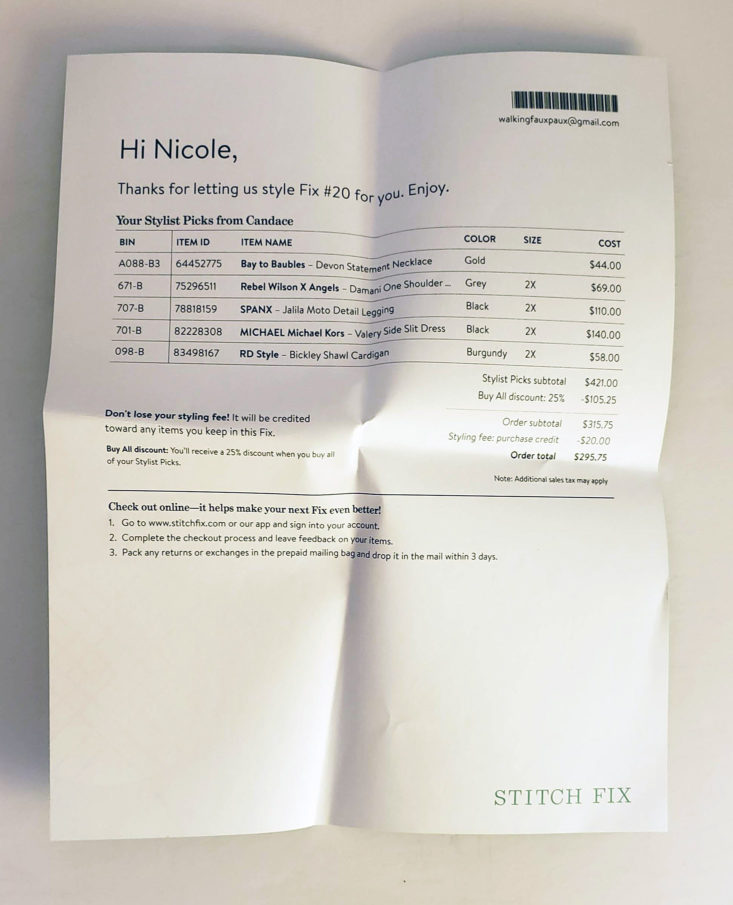 walkingfauxpaux@gmail.com
Hi Nicole,
Thanks for letting us style Fix #20 for you. Enjoy.
Your Stylist Picks from Candace
BIN ITEM ID ITEM NAME COLOR SIZE COST
A088-B3 64452775 Bay to Baubles – Devon Statement Necklace Gold $44.00
671-B 75296511 Rebel Wilson X Angels – Damani One Shoulder ... Grey 2X $69.00
707-B 78818159 SPANX – Jalila Moto Detail Legging Black 2X $110.00
701-B 82228308 MICHAEL Michael Kors – Valery Side Slit Dress Black 2X $140.00
098-B 83498167 RD Style – Bickley Shawl Cardigan Burgundy 2X $58.00
Stylist Picks subtotal $421.00
Buy All discount: 25% -$105.25
Order subtotal $315.75
Styling fee: purchase credit -$20.00
Order total $295.75
Note: Additional sales tax may apply
Don't lose your styling fee! It will be credited
toward any items you keep in this Fix.
Buy All discount: You'll receive a 25% discount when you buy all
of your Stylist Picks.
Check out online—it helps make your next Fix even better!
1. Go to www.stitchfix.com or our app and sign into your account.
2. Complete the checkout process and leave feedback on your items.
3. Pack any returns or exchanges in the prepaid mailing bag and drop it in the mail within 3 days.
STITCH FIX